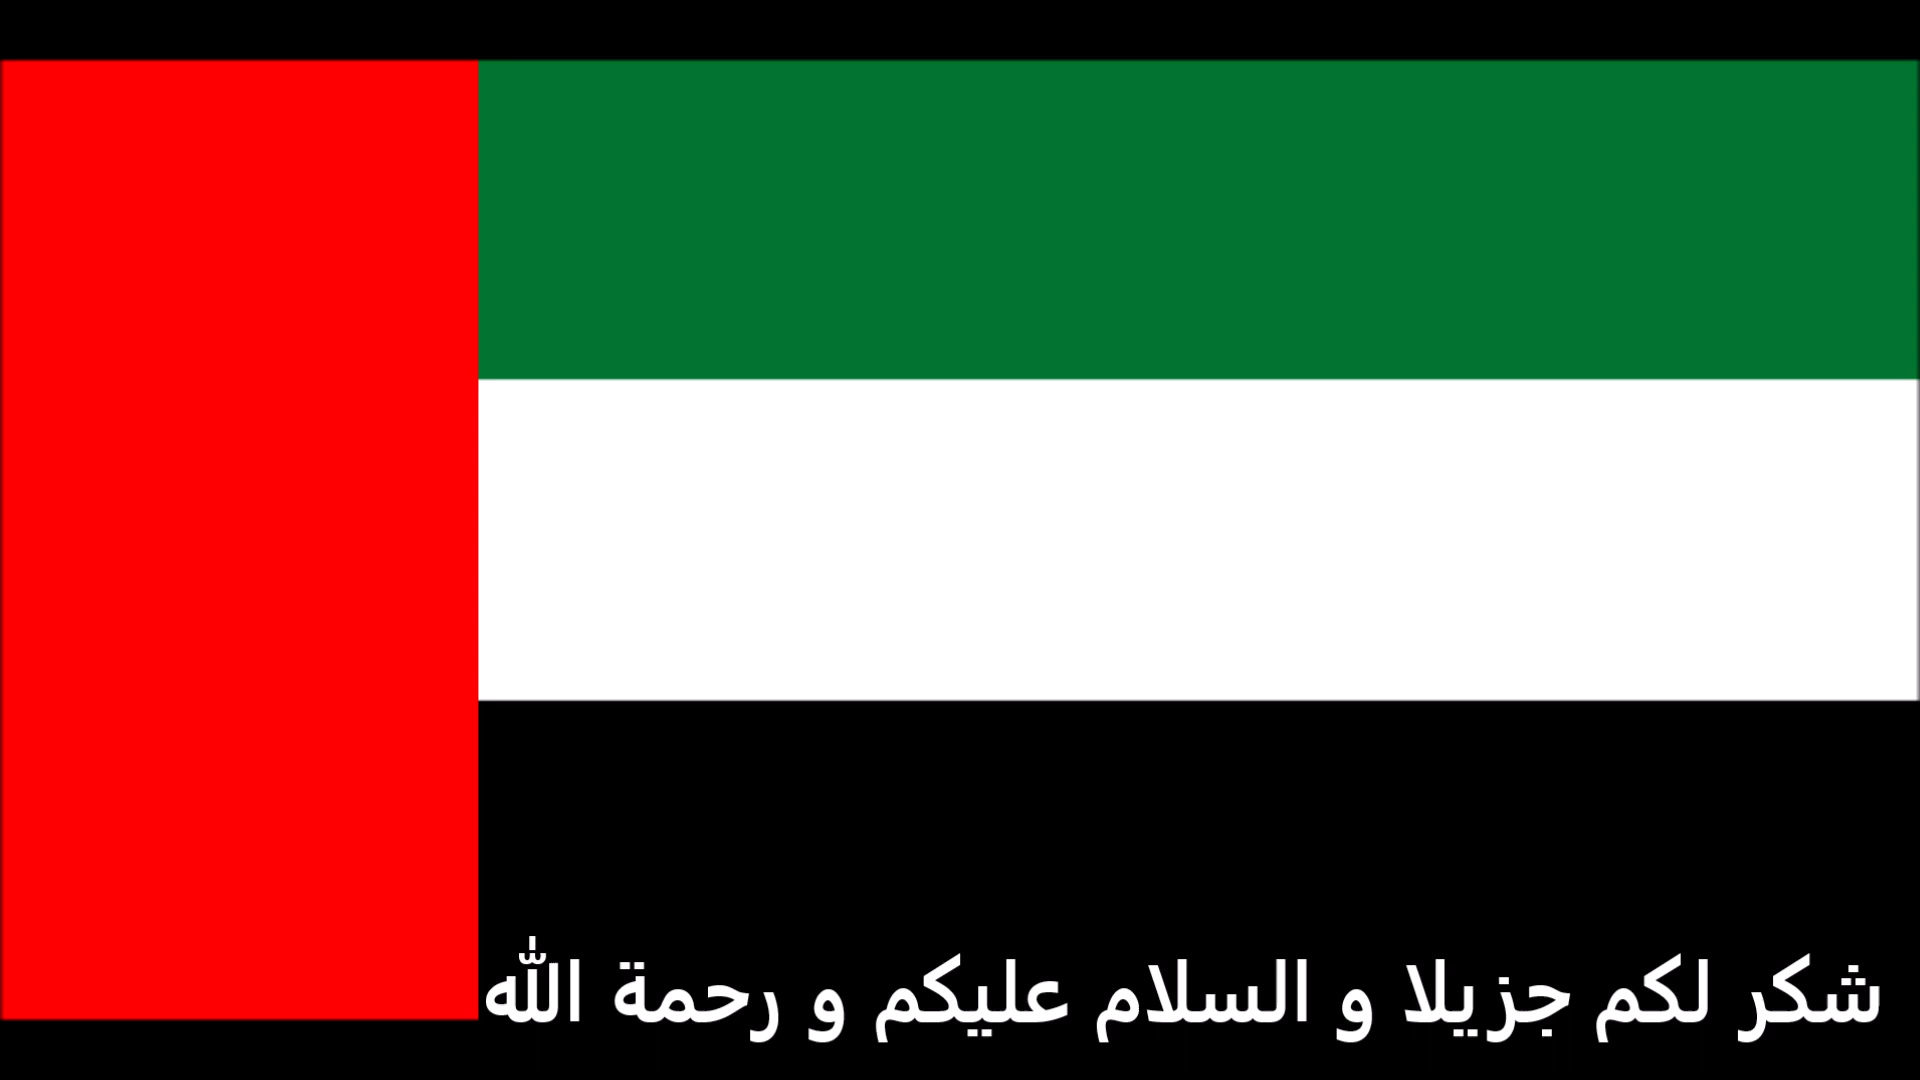 شكر لكم جزيلا و السلام عليكم و رحمة الله